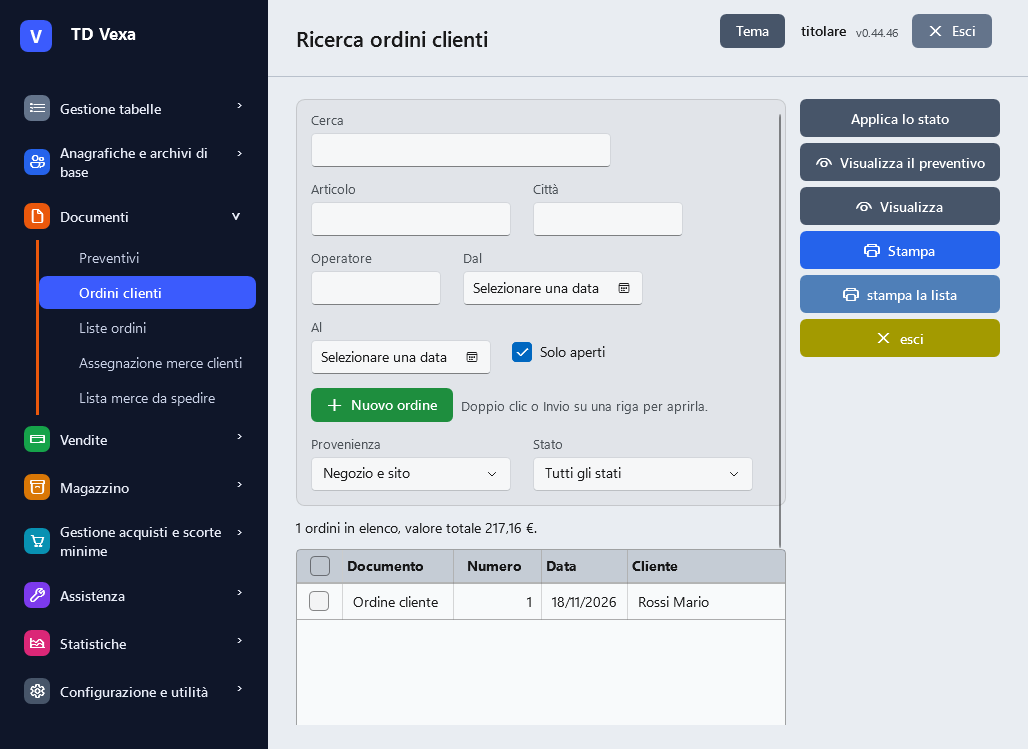 V TD Vexa
Ricerca ordini clienti
Tema titolare v0.44.46 Esci
Gestione tabelle
Anagrafiche e archivi di
base
Documenti
Preventivi
Ordini clienti
Liste ordini
Assegnazione merce clienti
Lista merce da spedire
Vendite
Magazzino
Gestione acquisti e scorte
minime
Assistenza
Statistiche
Configurazione e utilità
Cerca
Articolo Città
Operatore Dal
Selezionare una data
Al
Selezionare una data Solo aperti
Nuovo ordine Doppio clic o Invio su una riga per aprirla.
Provenienza Stato
Negozio e sito Tutti gli stati
1 ordini in elenco, valore totale 217,16 €.
Documento Numero Data Cliente
Ordine cliente 1 18/11/2026 Rossi Mario
Applica lo stato
Visualizza il preventivo
Visualizza
Stampa
stampa la lista
esci